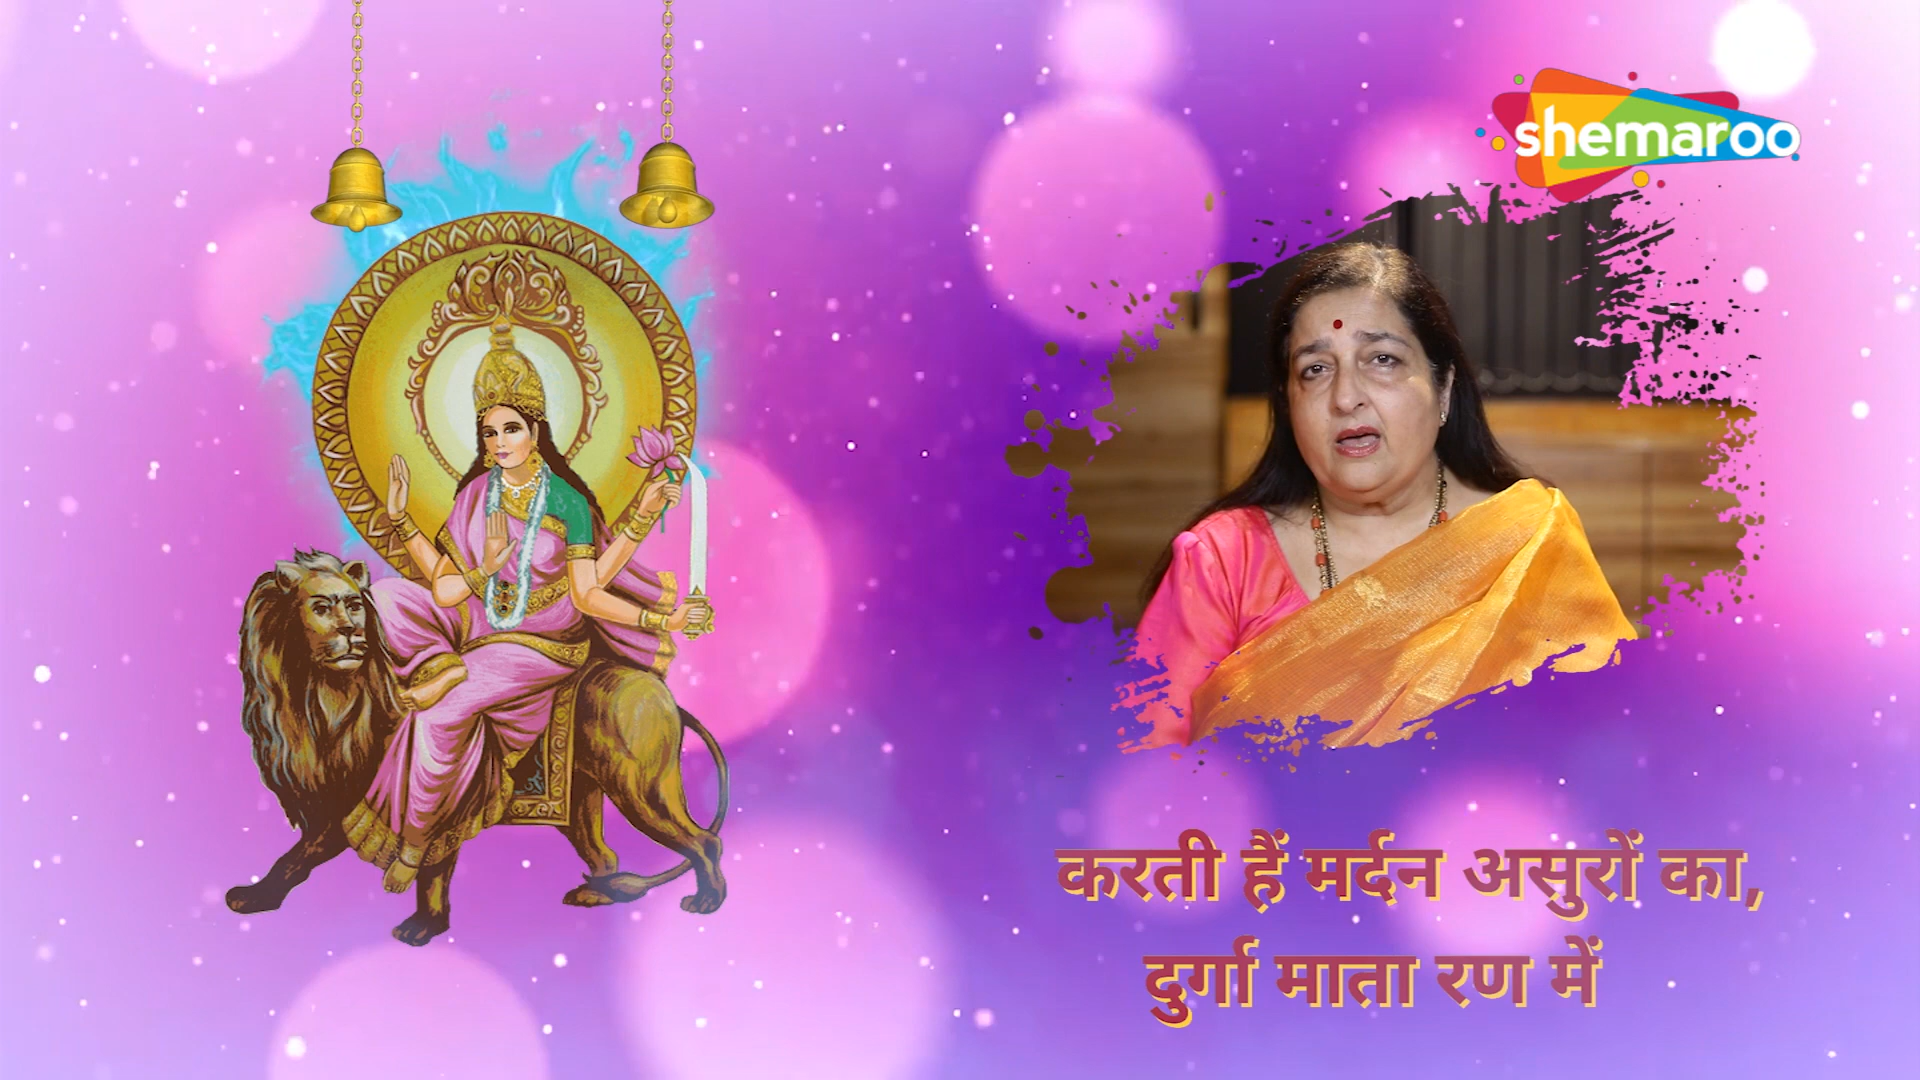 shemaroo
करती हैं मर्दन असुरों का,
दुर्गा माता रण में